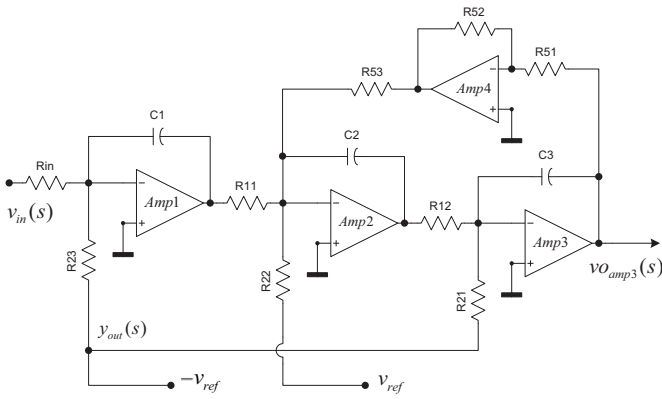 R52
R53
R51
Amp4
−
+
C1
C2
C3
Rin
R11
R12
v_in(s)
−
Amp1
+
−
Amp2
+
−
Amp3
+
vo_amp3(s)
R23
R22
R21
y_out(s)
−v_ref
v_ref